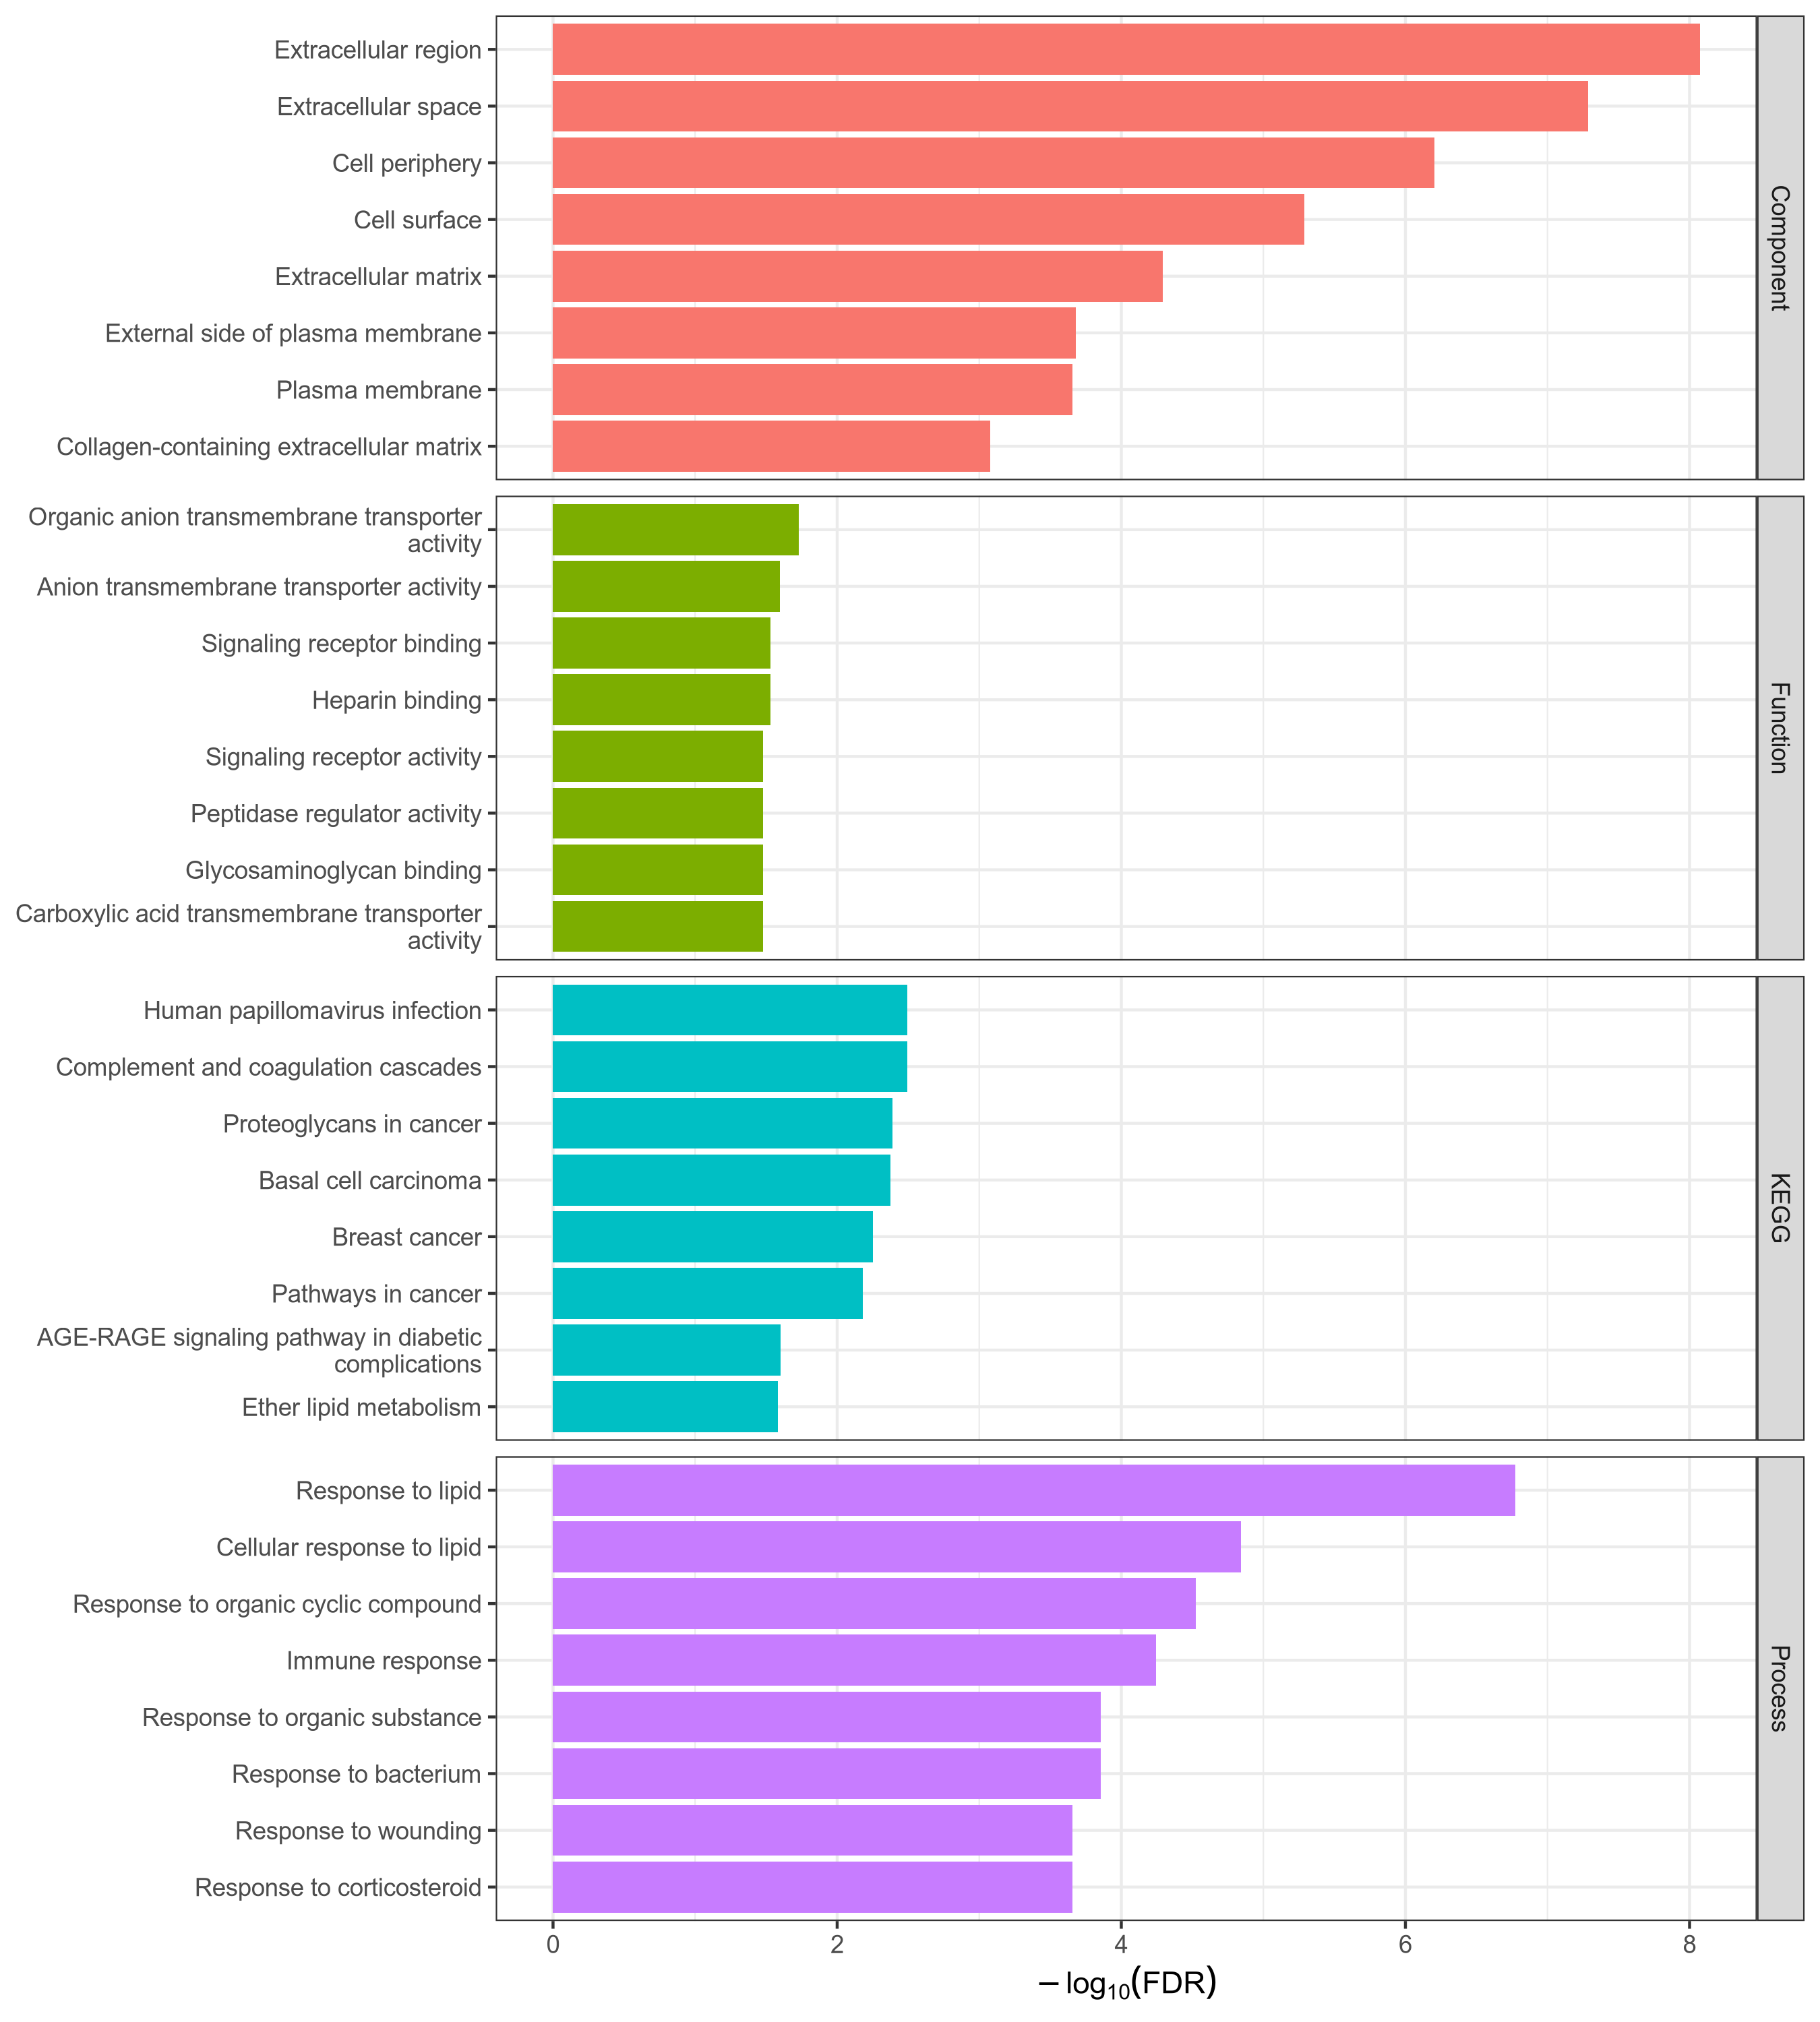 Extracellular region
Extracellular space
Cell periphery
Cell surface
Extracellular matrix
External side of plasma membrane
Plasma membrane
Collagen-containing extracellular matrix
Component
Organic anion transmembrane transporter
activity
Anion transmembrane transporter activity
Signaling receptor binding
Heparin binding
Signaling receptor activity
Peptidase regulator activity
Glycosaminoglycan binding
Carboxylic acid transmembrane transporter
activity
Function
Human papillomavirus infection
Complement and coagulation cascades
Proteoglycans in cancer
Basal cell carcinoma
Breast cancer
Pathways in cancer
AGE-RAGE signaling pathway in diabetic
complications
Ether lipid metabolism
KEGG
Response to lipid
Cellular response to lipid
Response to organic cyclic compound
Immune response
Response to organic substance
Response to bacterium
Response to wounding
Response to corticosteroid
Process
0 2 4 6 8
− log₁₀(FDR)